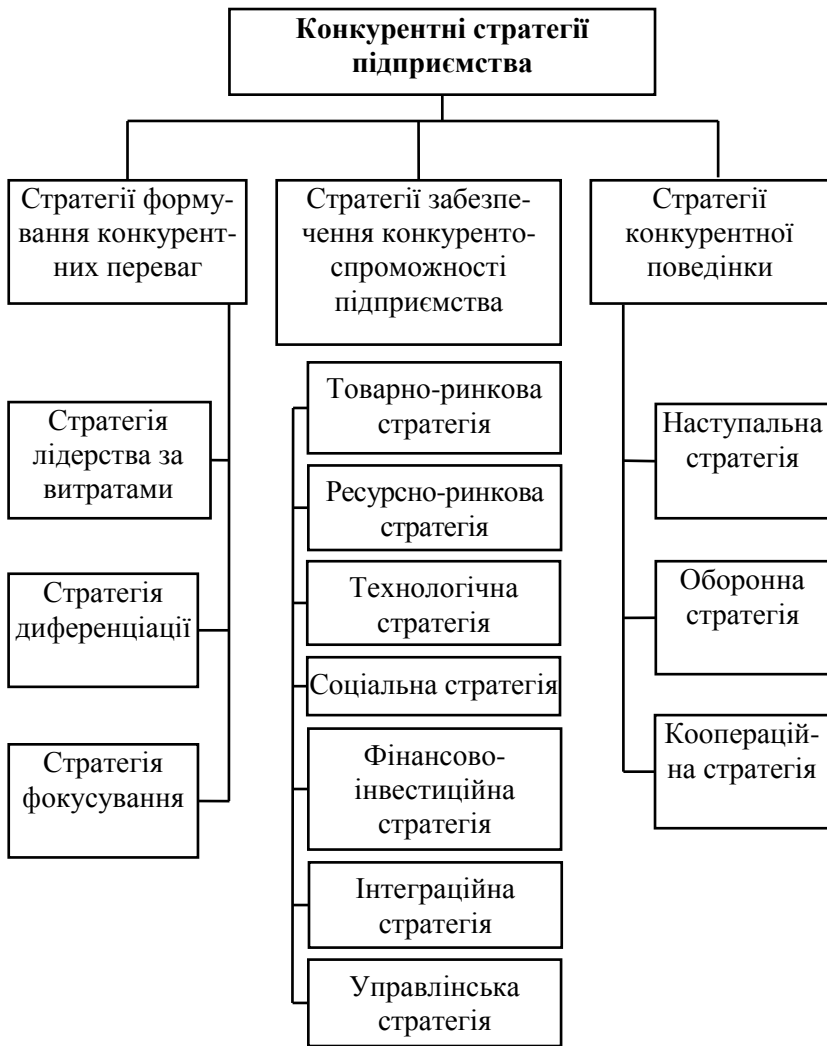 Конкурентні стратегії
підприємства
Стратегії форму-
вання конкурент-
них переваг
Стратегії забезпе-
чення конкуренто-
спроможності
підприємства
Стратегії
конкурентної
поведінки
Стратегія
лідерства за
витратами
Стратегія
диференціації
Стратегія
фокусування
Товарно-ринкова
стратегія
Ресурсно-ринкова
стратегія
Технологічна
стратегія
Соціальна стратегія
Фінансово-
інвестиційна
стратегія
Інтеграційна
стратегія
Управлінська
стратегія
Наступальна
стратегія
Оборонна
стратегія
Кооперацій-
на стратегія